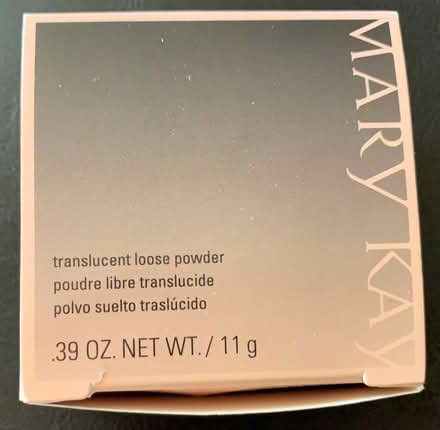 MARY KAY
translucent loose powder
poudre libre translucide
polvo suelto traslúcido
.39 OZ. NET WT. / 11 g